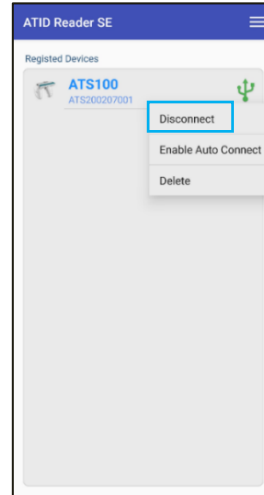 ATID Reader SE
Registed Devices
ATS100
ATS200207001
Disconnect
Enable Auto Connect
Delete